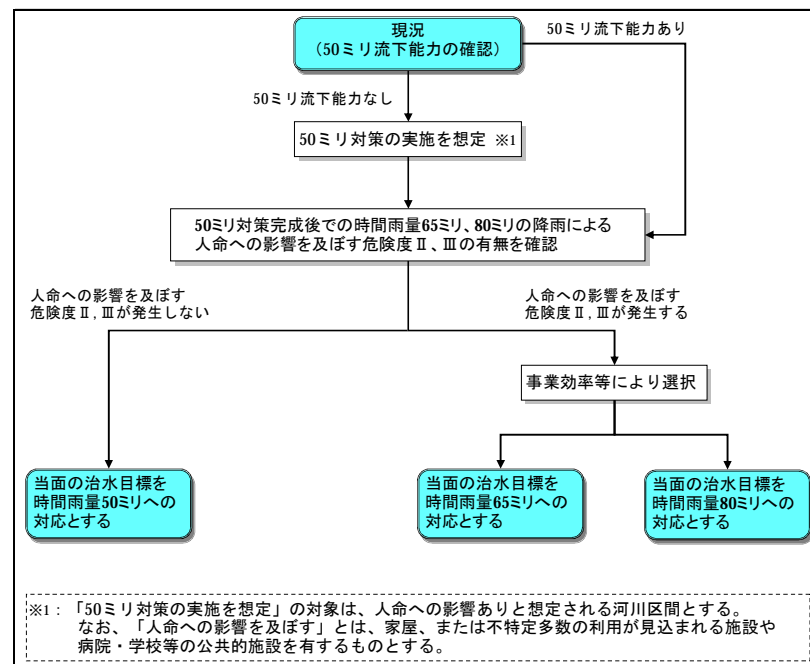 現況
（50ミリ流下能力の確認）
50ミリ流下能力あり
50ミリ流下能力なし
50ミリ対策の実施を想定 ※1
50ミリ対策完成後での時間雨量65ミリ、80ミリの降雨による
人命への影響を及ぼす危険度Ⅱ、Ⅲの有無を確認
人命への影響を及ぼす
危険度Ⅱ,Ⅲが発生しない
人命への影響を及ぼす
危険度Ⅱ,Ⅲが発生する
事業効率等により選択
当面の治水目標を
時間雨量50ミリへの
対応とする
当面の治水目標を
時間雨量65ミリへの
対応とする
当面の治水目標を
時間雨量80ミリへの
対応とする
※1：「50ミリ対策の実施を想定」の対象は、人命への影響ありと想定される河川区間とする。
なお、「人命への影響を及ぼす」とは、家屋、または不特定多数の利用が見込まれる施設や
病院・学校等の公共的施設を有するものとする。